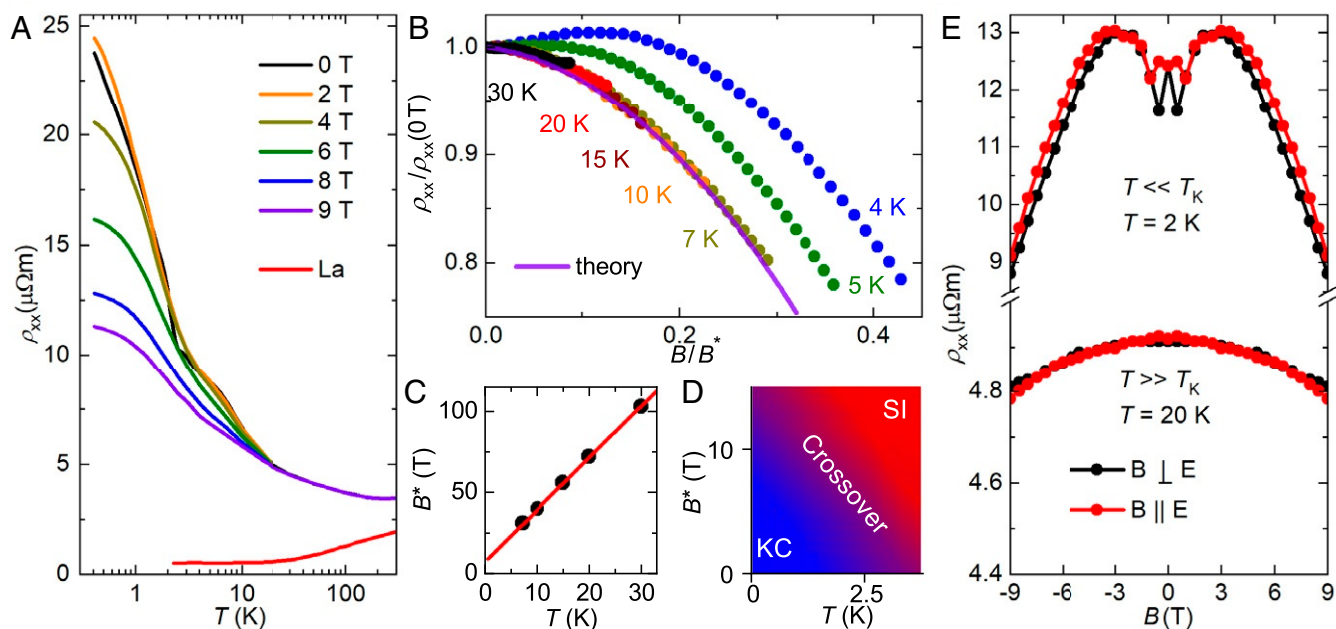 A
25
20
15
10
5
0
ρxx(μΩm)
1
10
100
T (K)
0 T
2 T
4 T
6 T
8 T
9 T
La
B
1.0
0.9
0.8
ρxx/ρxx(0T)
30 K
20 K
15 K
10 K
7 K
4 K
5 K
theory
0.0
0.2
0.4
B/B*
C
100
50
0
B* (T)
0
10
20
30
T (K)
D
10
0
B* (T)
SI
Crossover
KC
0
2.5
T (K)
E
13
12
11
10
9
4.8
4.6
4.4
ρxx(μΩm)
T << TK
T = 2 K
T >> TK
T = 20 K
B ⊥ E
B || E
-9
-6
-3
0
3
6
9
B (T)